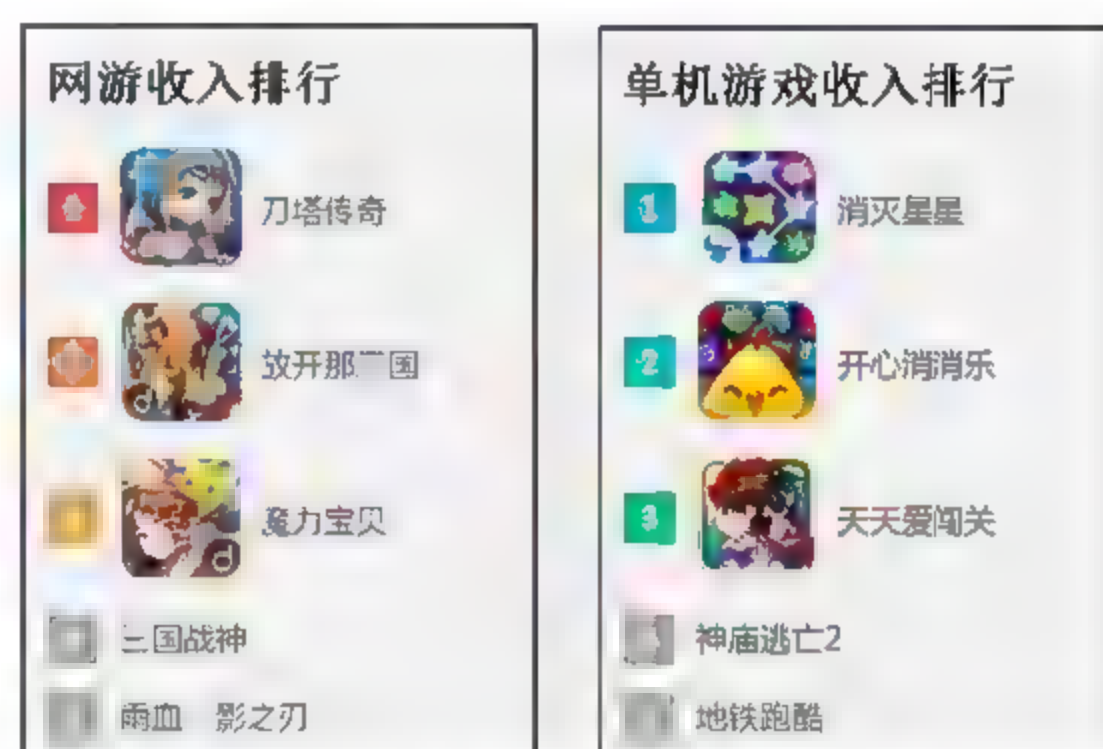 网游收入排行
刀塔传奇
放开那 国
魔力宝贝
三国战神
雨血 影之刃
单机游戏收入排行
1
消灭星星
2
开心消消乐
3
天天爱闯关
神庙逃亡2
地铁跑酷